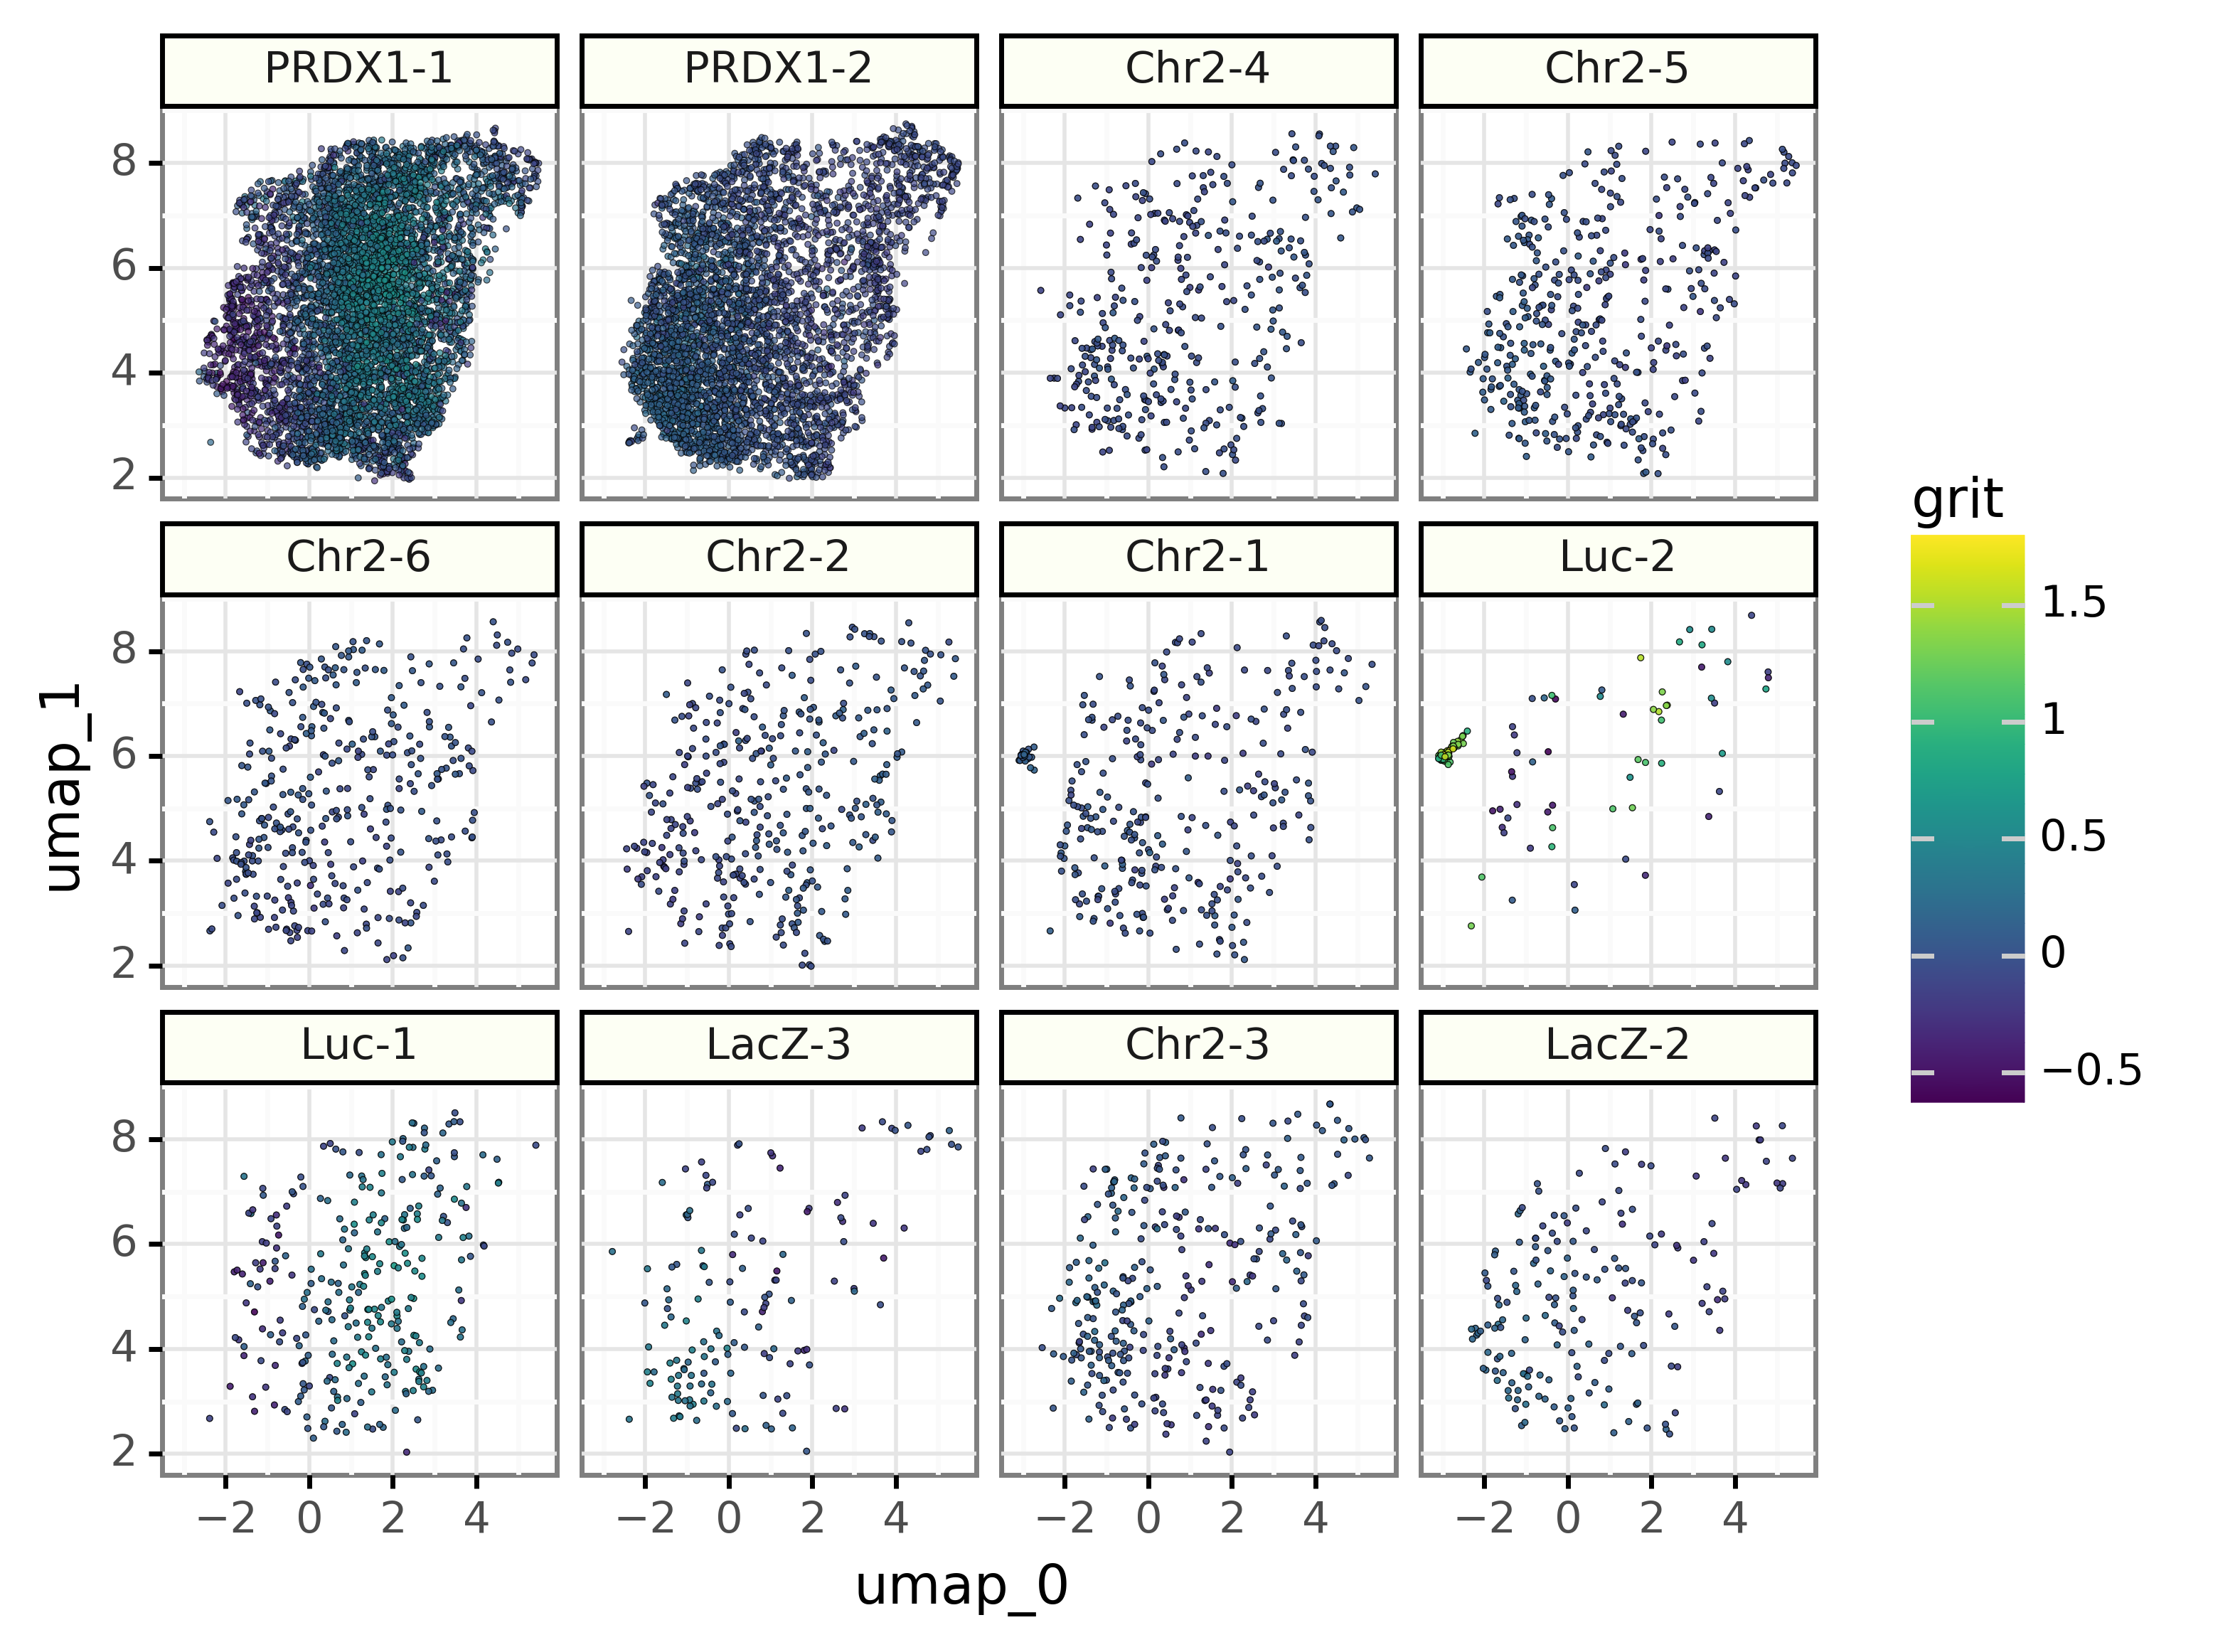 PRDX1-1 PRDX1-2 Chr2-4 Chr2-5
8
6
4
2
Chr2-6 Chr2-2 Chr2-1 Luc-2
8
6
4
2
Luc-1 LacZ-3 Chr2-3 LacZ-2
8
6
4
2
−2 0 2 4 −2 0 2 4 −2 0 2 4 −2 0 2 4
umap_0
umap_1
grit
1.5
1
0.5
0
−0.5